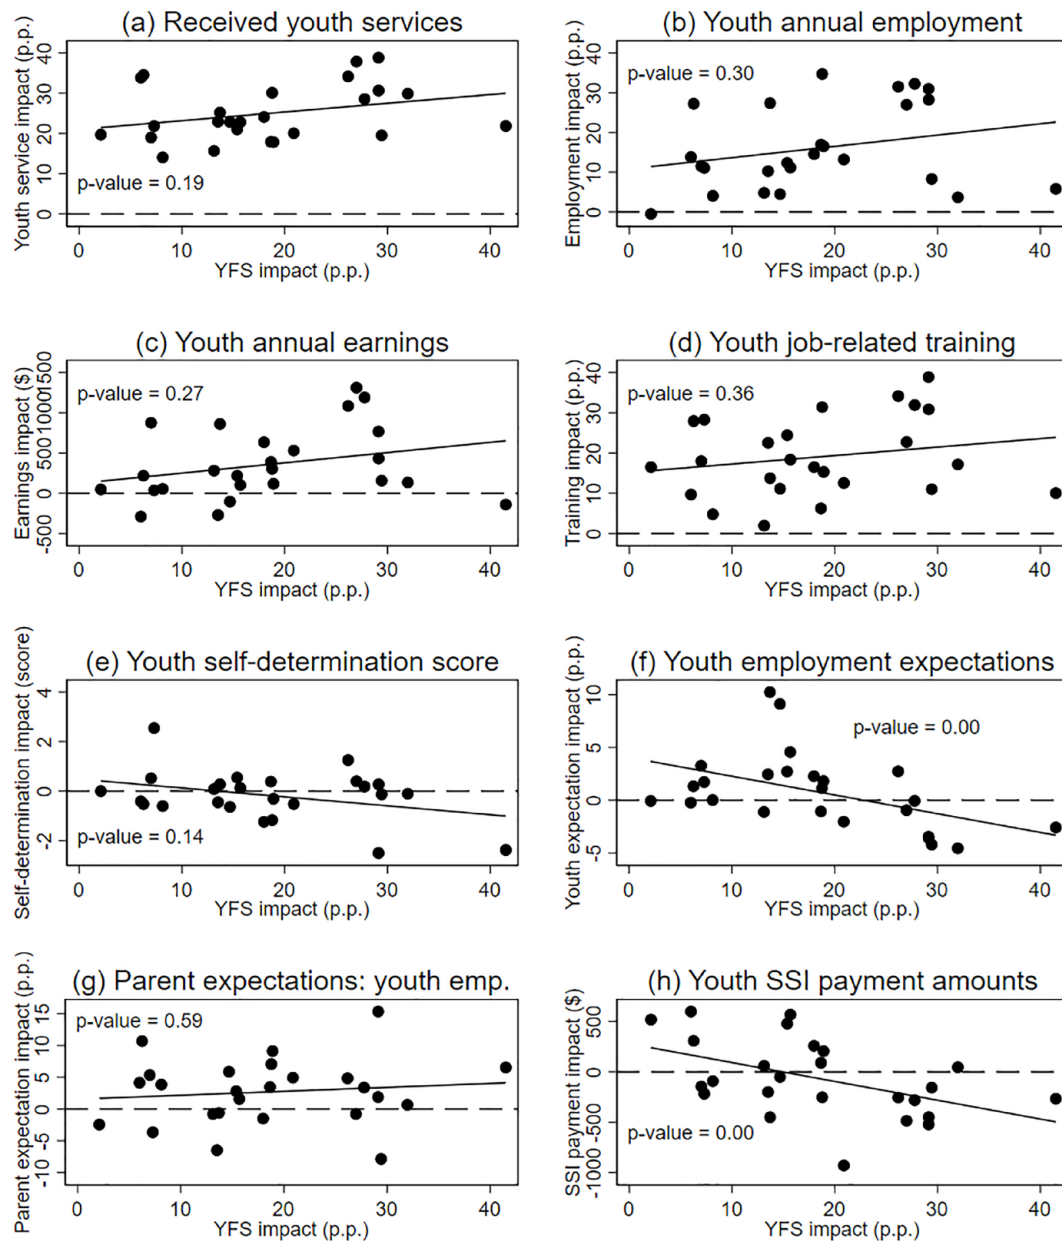 (a) Received youth services
Youth service impact (p.p.)
40
30
20
10
0
p-value = 0.19
0 10 20 30 40
YFS impact (p.p.)
(b) Youth annual employment
Employment impact (p.p.)
40
30
20
10
0
p-value = 0.30
0 10 20 30 40
YFS impact (p.p.)
(c) Youth annual earnings
Earnings impact ($)
1500
1000
500
0
-500
p-value = 0.27
0 10 20 30 40
YFS impact (p.p.)
(d) Youth job-related training
Training impact (p.p.)
40
30
20
10
0
p-value = 0.36
0 10 20 30 40
YFS impact (p.p.)
(e) Youth self-determination score
Self-determination impact (score)
4
2
0
-2
p-value = 0.14
0 10 20 30 40
YFS impact (p.p.)
(f) Youth employment expectations
Youth expectation impact (p.p.)
10
5
0
-5
p-value = 0.00
0 10 20 30 40
YFS impact (p.p.)
(g) Parent expectations: youth emp.
Parent expectation impact (p.p.)
15
10
5
0
-5
-10
p-value = 0.59
0 10 20 30 40
YFS impact (p.p.)
(h) Youth SSI payment amounts
SSI payment impact ($)
500
0
-500
-1000
p-value = 0.00
0 10 20 30 40
YFS impact (p.p.)